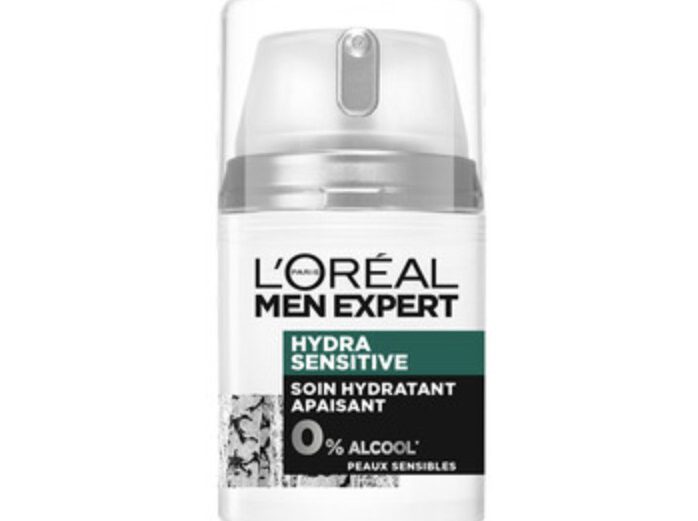 L'ORÉAL
PARIS
MEN EXPERT
HYDRA
SENSITIVE
SOIN HYDRATANT
APAISANT
0% ALCOOL*
PEAUX SENSIBLES